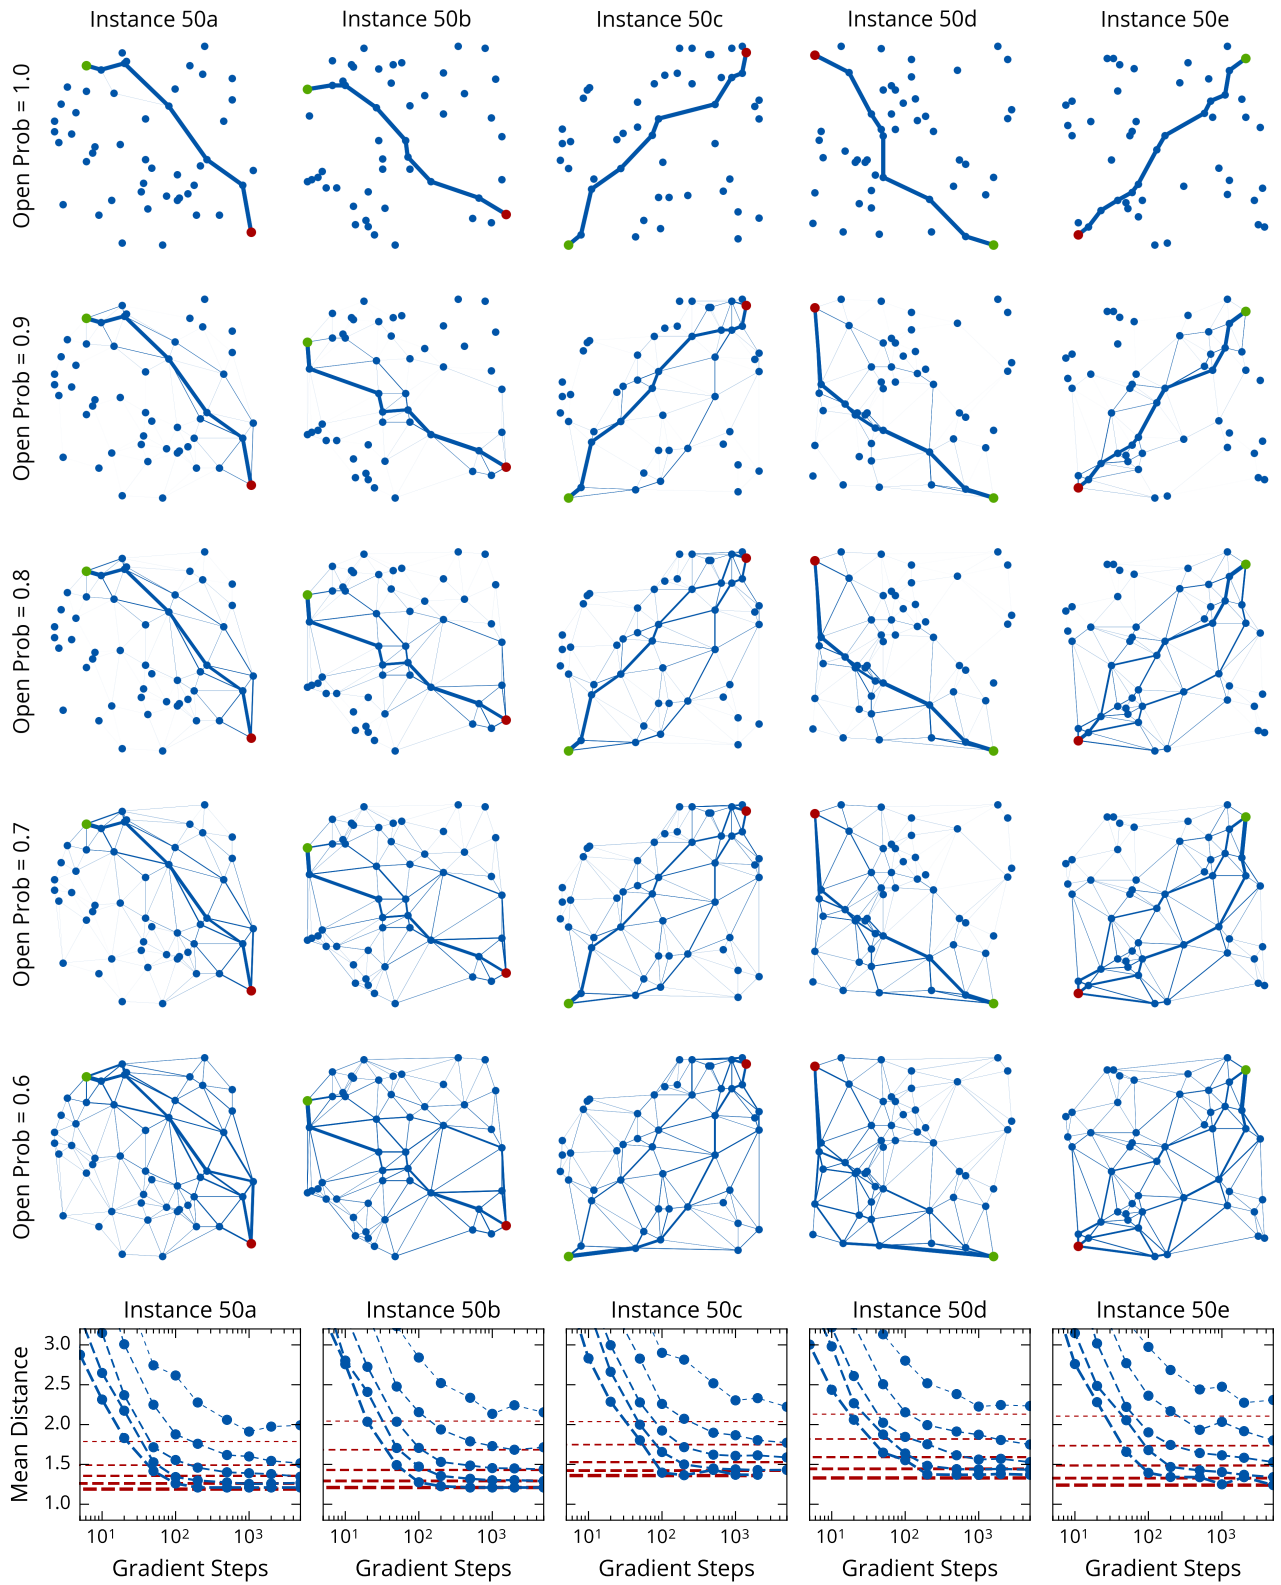 Instance 50a Instance 50b Instance 50c Instance 50d Instance 50e
Open Prob = 1.0
Open Prob = 0.9
Open Prob = 0.8
Open Prob = 0.7
Open Prob = 0.6
Instance 50a Instance 50b Instance 50c Instance 50d Instance 50e
Mean Distance
3.0
2.5
2.0
1.5
1.0
10¹ 10² 10³ 10¹ 10² 10³ 10¹ 10² 10³ 10¹ 10² 10³ 10¹ 10² 10³
Gradient Steps Gradient Steps Gradient Steps Gradient Steps Gradient Steps